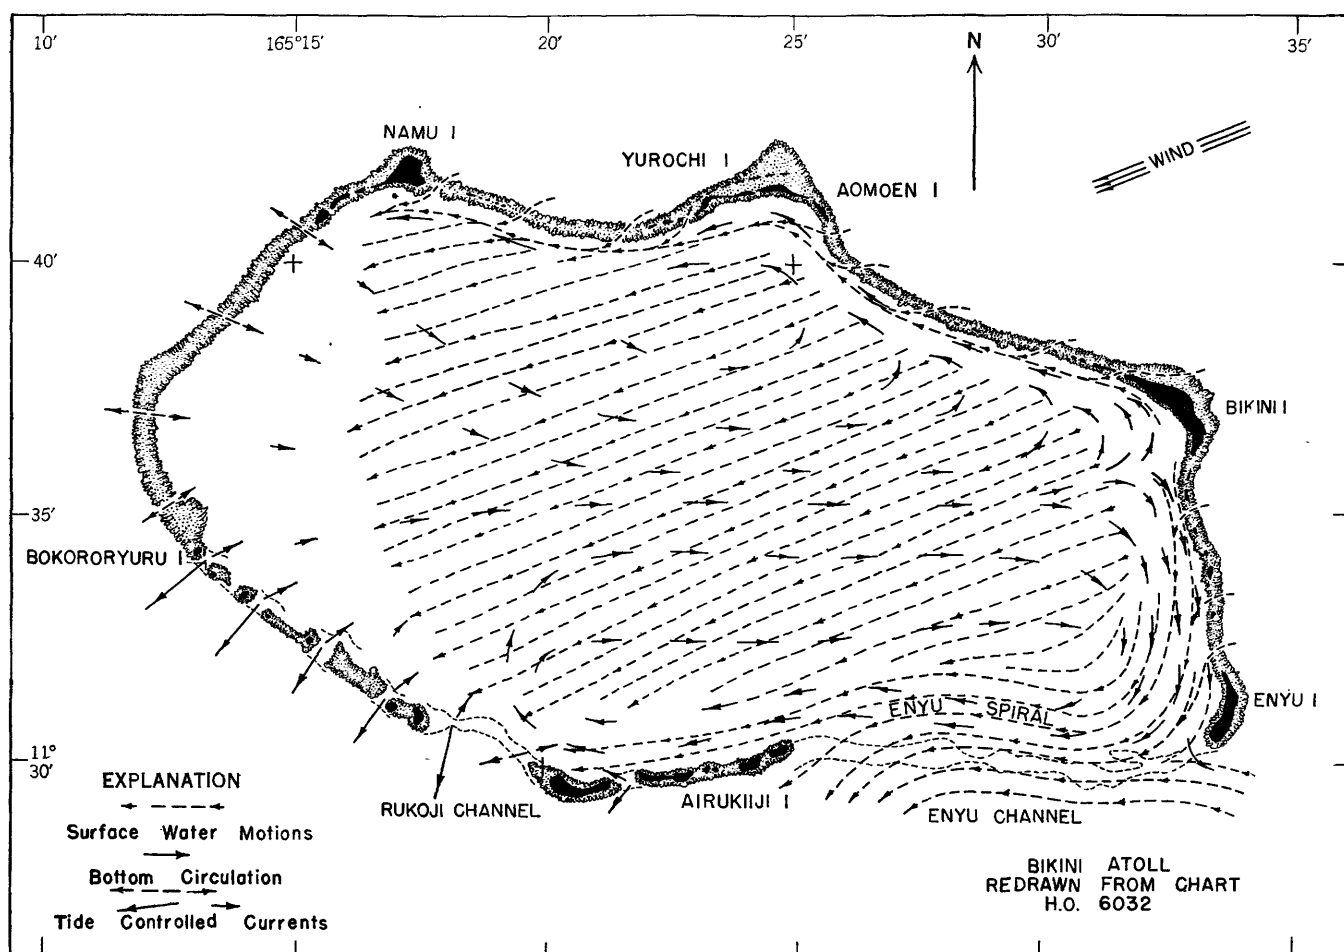 10′ 165°15′ 20′ 25′ 30′ 35′
N
WIND
NAMU I
YUROCHI I
AOMOEN I
40′
BIKINI I
35′
BOKORORYURU I
ENYU SPIRAL
ENYU I
11°
30′
RUKOJI CHANNEL
AIRUKIIJI I
ENYU CHANNEL
EXPLANATION
Surface Water Motions
Bottom Circulation
Tide Controlled Currents
BIKINI ATOLL
REDRAWN FROM CHART
H.O. 6032